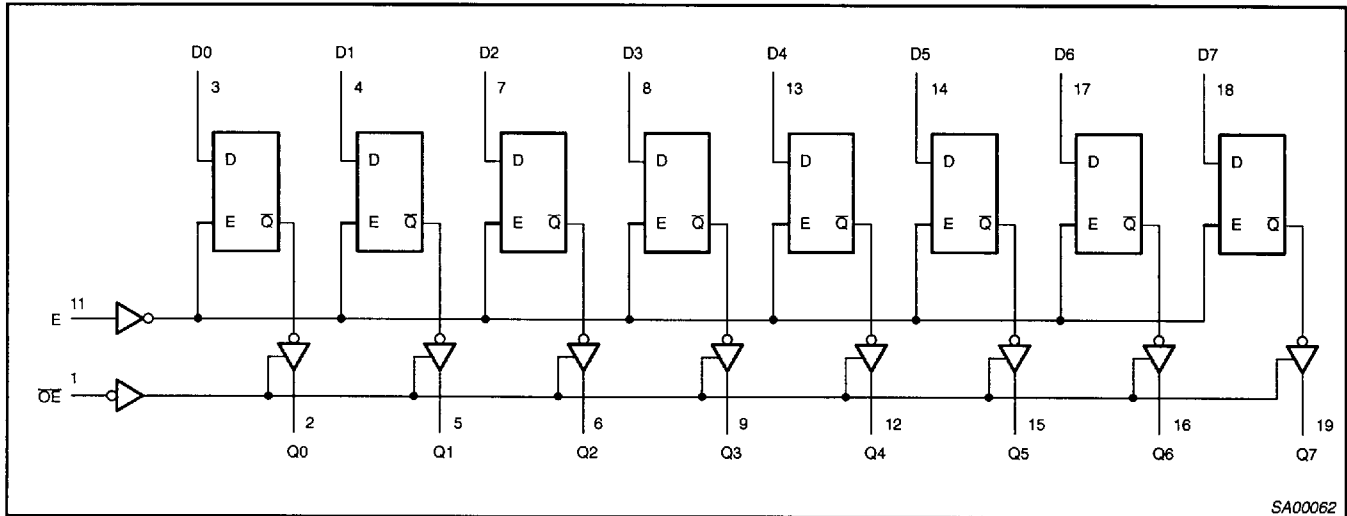 D0 D1 D2 D3 D4 D5 D6 D7
3 4 7 8 13 14 17 18
D D D D D D D D
E Q̅ E Q̅ E Q̅ E Q̅ E Q̅ E Q̅ E Q̅ E Q̅
11
E
1
O̅E̅
2 5 6 9 12 15 16 19
Q0 Q1 Q2 Q3 Q4 Q5 Q6 Q7
SA00062